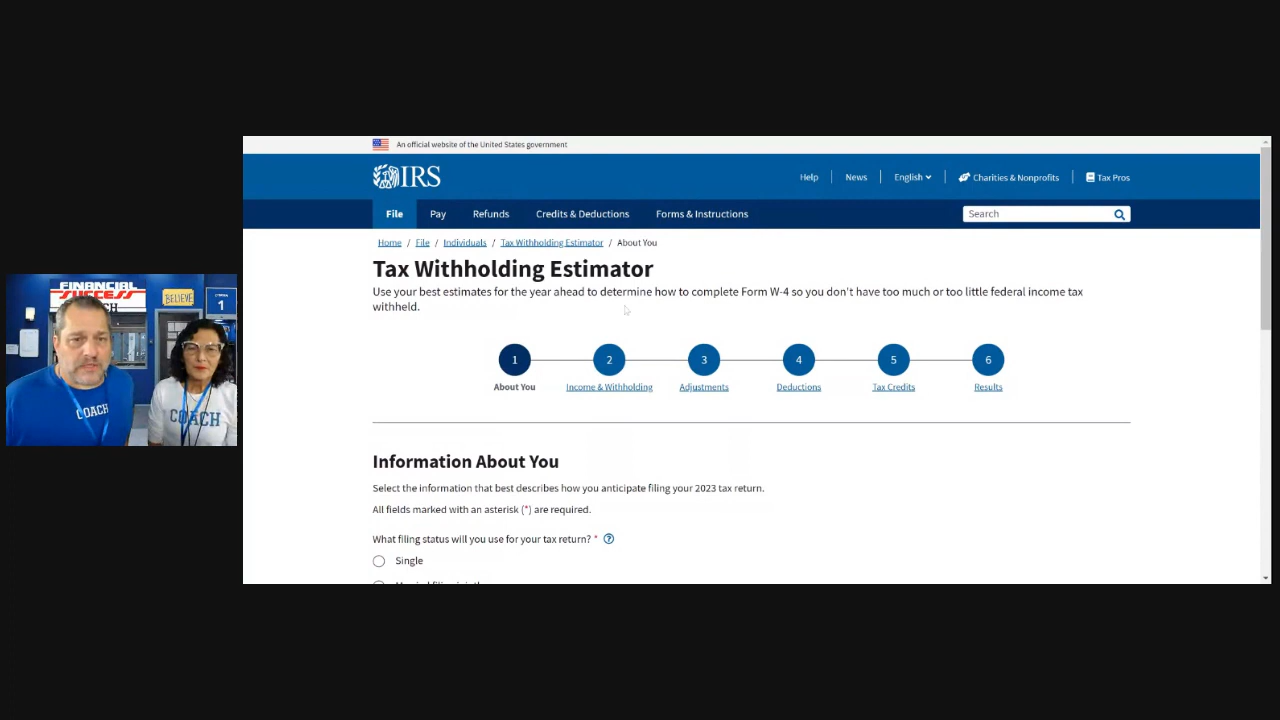 An official website of the United States government
IRS
Help
News
English
Charities & Nonprofits
Tax Pros
File
Pay
Refunds
Credits & Deductions
Forms & Instructions
Search
Home / File / Individuals / Tax Withholding Estimator / About You
Tax Withholding Estimator
Use your best estimates for the year ahead to determine how to complete Form W-4 so you don't have too much or too little federal income tax
withheld.
1
2
3
4
5
6
About You
Income & Withholding
Adjustments
Deductions
Tax Credits
Results
Information About You
Select the information that best describes how you anticipate filing your 2023 tax return.
All fields marked with an asterisk (*) are required.
What filing status will you use for your tax return? * ?
Single
FINANCIAL
SUCCESS
COACH
BELIEVE
1
COACH
COACH